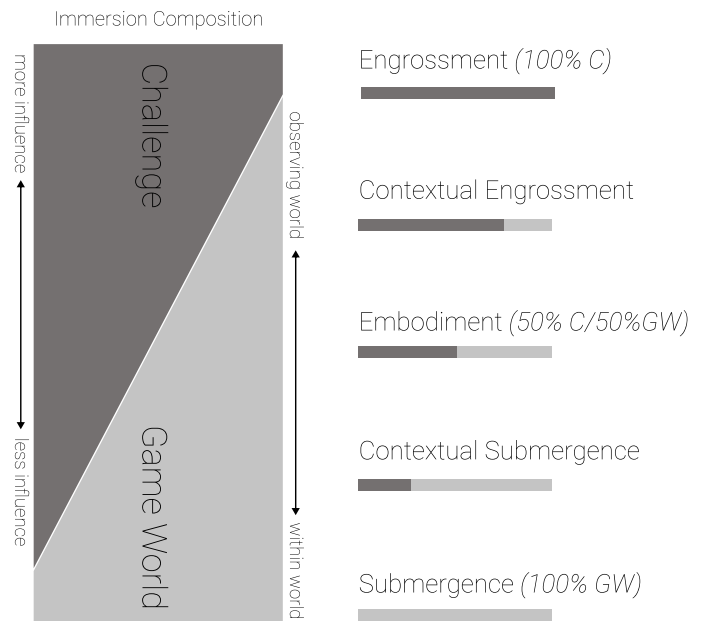 Immersion Composition
more influence
less influence
Challenge
Game World
observing world
within world
Engrossment (100% C)
Contextual Engrossment
Embodiment (50% C/50%GW)
Contextual Submergence
Submergence (100% GW)